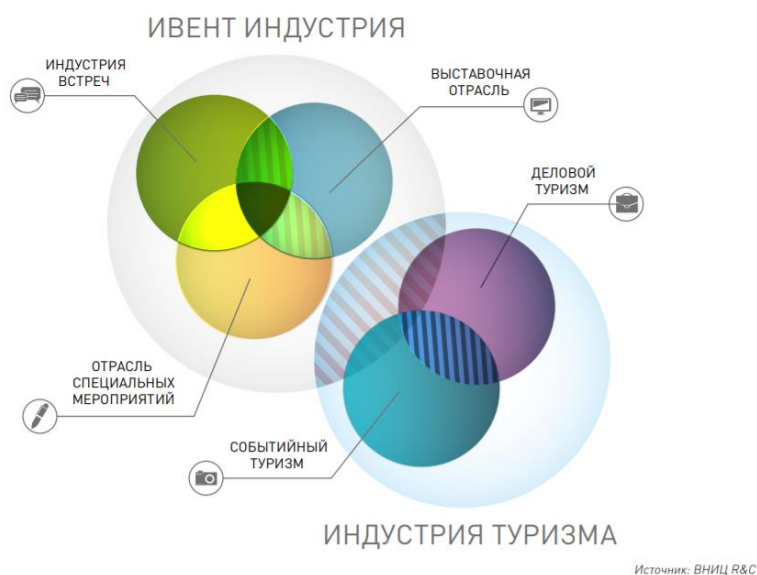 ИВЕНТ ИНДУСТРИЯ
ИНДУСТРИЯ
ВСТРЕЧ
ВЫСТАВОЧНАЯ
ОТРАСЛЬ
ДЕЛОВОЙ
ТУРИЗМ
ОТРАСЛЬ
СПЕЦИАЛЬНЫХ
МЕРОПРИЯТИЙ
СОБЫТИЙНЫЙ
ТУРИЗМ
ИНДУСТРИЯ ТУРИЗМА
Источник: ВНИЦ R&C